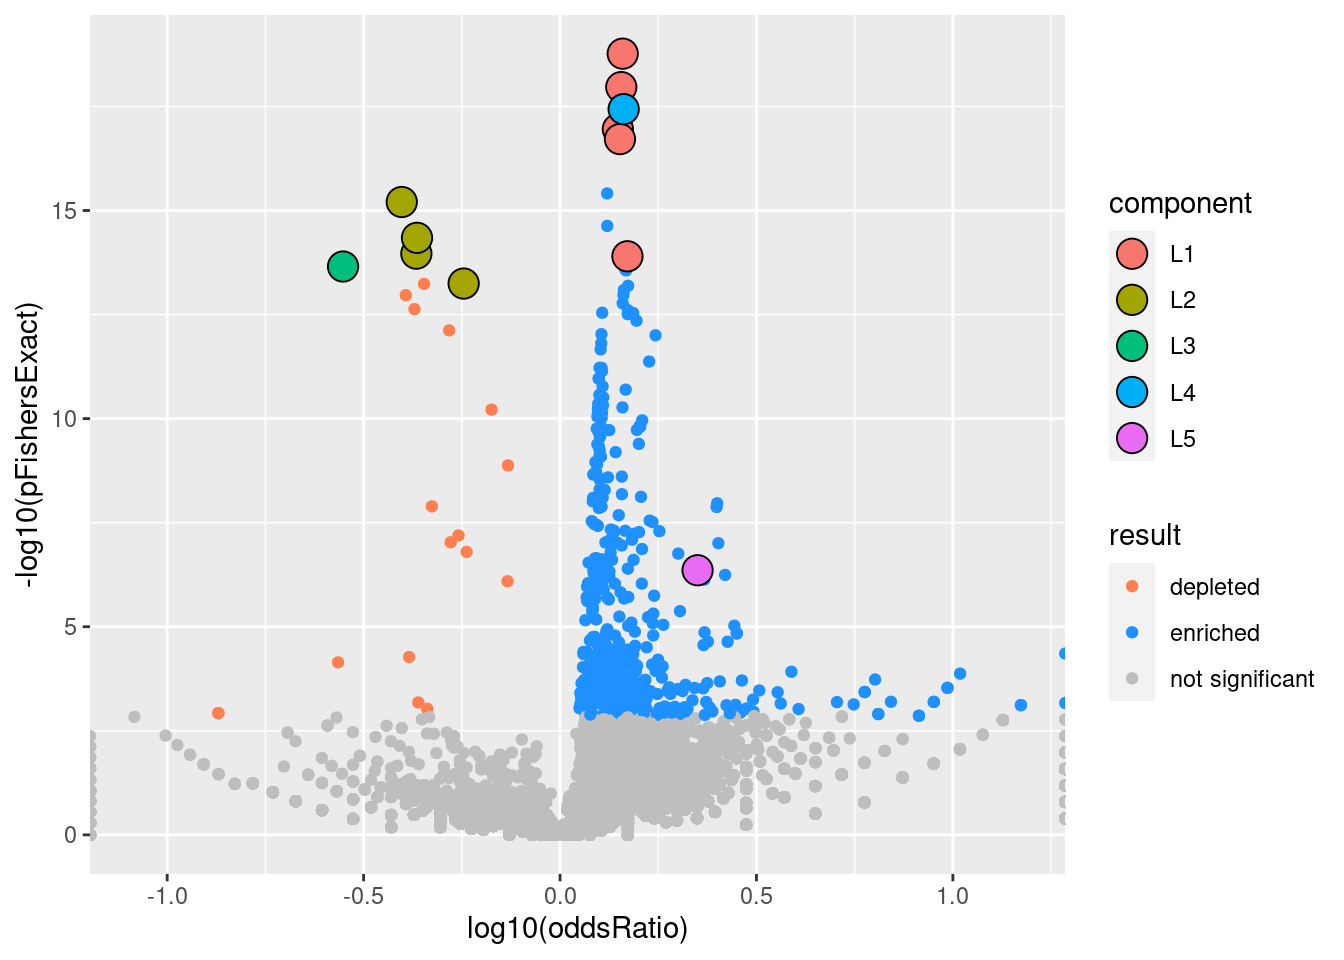 component
L1
L2
L3
L4
L5
result
depleted
enriched
not significant
-log10(pFishersExact)
15
10
5
0
-1.0 -0.5 0.0 0.5 1.0
log10(oddsRatio)